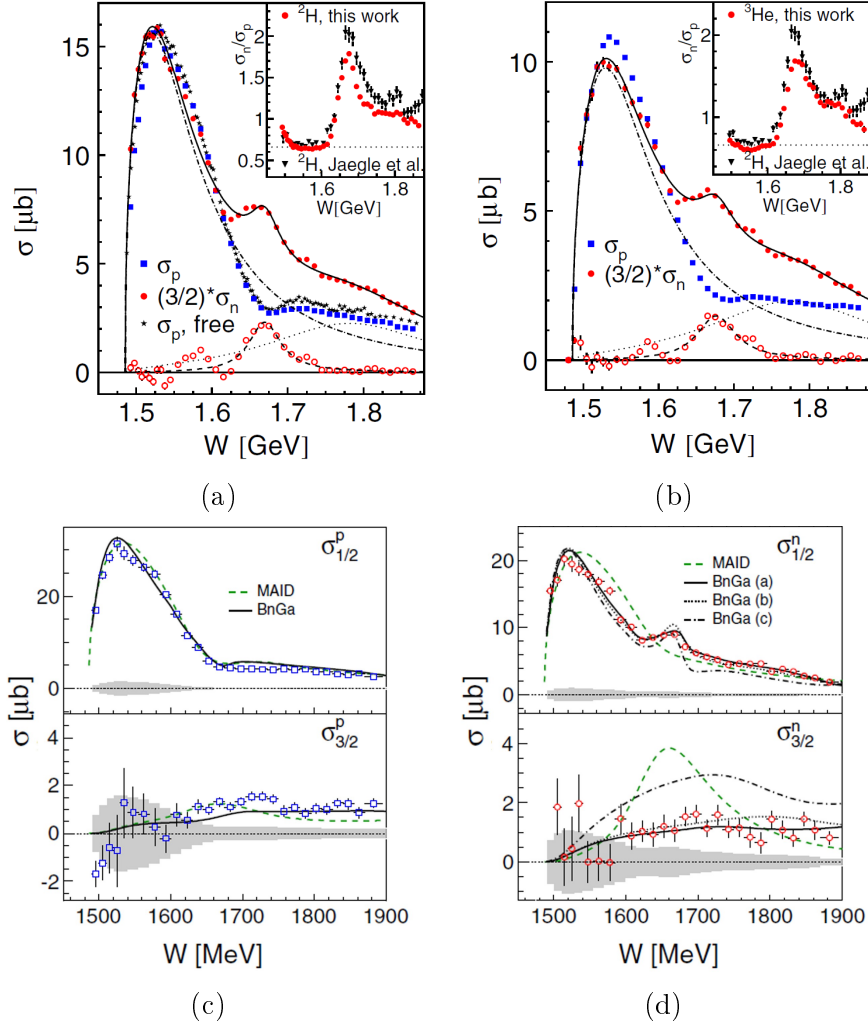 ²H, this work
σn/σp
2
1.5
1
0.5
²H, Jaegle et al.
1.6 1.8
W[GeV]
15
10
5
0
σ [μb]
σp
(3/2)*σn
σp, free
1.5 1.6 1.7 1.8
W [GeV]
(a)
³He, this work
σn/σp
2
1
²H, Jaegle et al.
1.6 1.8
W[GeV]
10
5
0
σ [μb]
σp
(3/2)*σn
1.5 1.6 1.7 1.8
W [GeV]
(b)
σᵖ1/2
MAID
BnGa
20
0
σ [μb]
σᵖ3/2
4
2
0
-2
1500 1600 1700 1800 1900
W [MeV]
(c)
σⁿ1/2
MAID
BnGa (a)
BnGa (b)
BnGa (c)
20
10
0
σ [μb]
σⁿ3/2
4
2
0
1500 1600 1700 1800 1900
W [MeV]
(d)